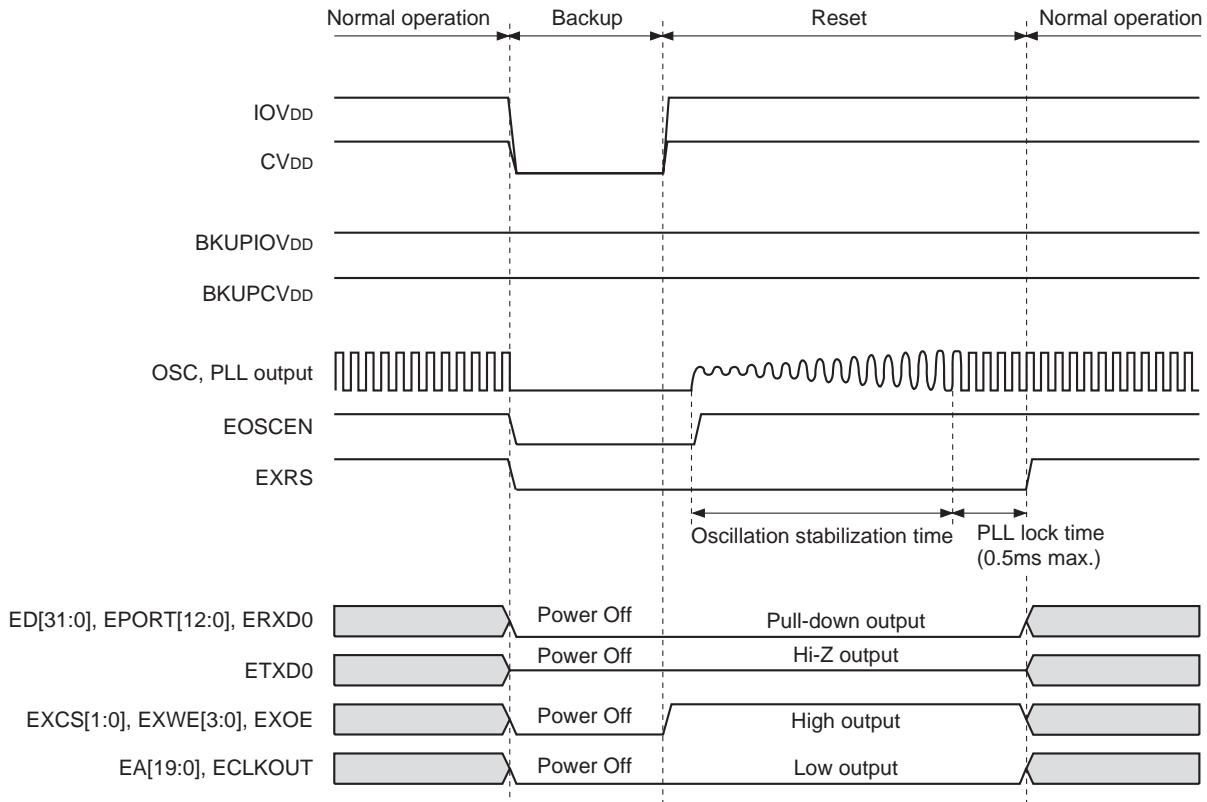 Normal operation
Backup
Reset
Normal operation
IOVDD
CVDD
BKUPIOVDD
BKUPCVDD
OSC, PLL output
EOSCEN
EXRS
Oscillation stabilization time
PLL lock time
(0.5ms max.)
ED[31:0], EPORT[12:0], ERXD0
Power Off
Pull-down output
ETXD0
Power Off
Hi-Z output
EXCS[1:0], EXWE[3:0], EXOE
Power Off
High output
EA[19:0], ECLKOUT
Power Off
Low output